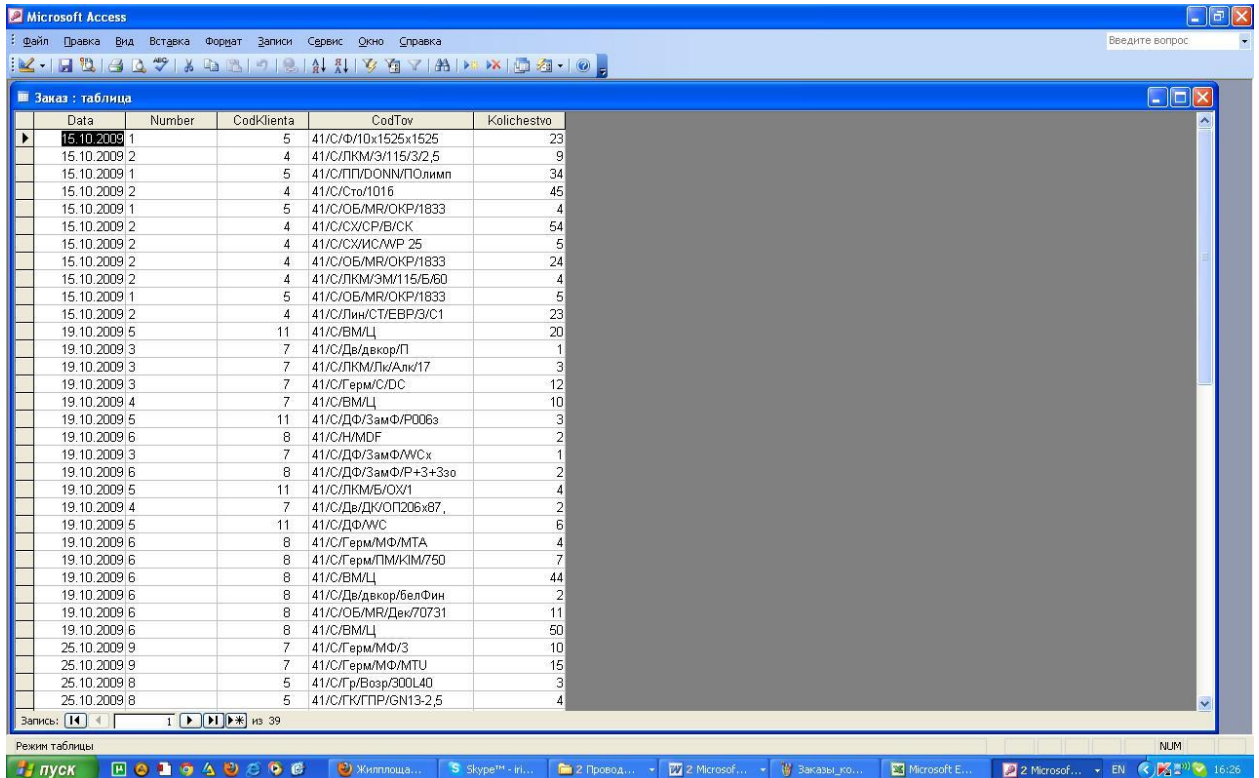 Microsoft Access
Файл Правка Вид Вставка Формат Записи Сервис Окно Справка Введите вопрос
Заказ : таблица
Data Number CodKlienta CodTov Kolichestvo
15.10.2009 1 5 41/С/Ф/10х1525х1525 23
15.10.2009 2 4 41/С/ЛКМ/Э/115/3/2,5 9
15.10.2009 1 5 41/С/ПП/DONN/ПОлимп 34
15.10.2009 2 4 41/С/Сто/1016 45
15.10.2009 1 5 41/С/ОБ/MR/ОКР/1833 4
15.10.2009 2 4 41/С/СХ/СР/В/СК 54
15.10.2009 2 4 41/С/СХ/ИС/WP 25 5
15.10.2009 2 4 41/С/ОБ/MR/ОКР/1833 24
15.10.2009 2 4 41/С/ЛКМ/ЭМ/115/Б/60 4
15.10.2009 1 5 41/С/ОБ/MR/ОКР/1833 5
15.10.2009 2 4 41/С/Лин/СТ/ЕВР/3/С1 23
19.10.2009 5 11 41/С/ВМ/Ц 20
19.10.2009 3 7 41/С/Дв/двкор/П 1
19.10.2009 3 7 41/С/ЛКМ/Лк/Алк/17 3
19.10.2009 3 7 41/С/Герм/С/DC 12
19.10.2009 4 7 41/С/ВМ/Ц 10
19.10.2009 5 11 41/С/ДФ/ЗамФ/Р006з 3
19.10.2009 6 8 41/С/Н/MDF 2
19.10.2009 3 7 41/С/ДФ/ЗамФ/WCх 1
19.10.2009 6 8 41/С/ДФ/ЗамФ/Р+3+3зо 2
19.10.2009 5 11 41/С/ЛКМ/Б/ОХ/1 4
19.10.2009 4 7 41/С/Дв/ДК/ОП206х87, 2
19.10.2009 5 11 41/С/ДФ/WC 6
19.10.2009 6 8 41/С/Герм/МФ/МТА 4
19.10.2009 6 8 41/С/Герм/ПМ/KIM/750 7
19.10.2009 6 8 41/С/ВМ/Ц 44
19.10.2009 6 8 41/С/Дв/двкор/белФин 2
19.10.2009 6 8 41/С/ОБ/MR/Дек/70731 11
19.10.2009 6 8 41/С/ВМ/Ц 50
25.10.2009 9 7 41/С/Герм/МФ/3 10
25.10.2009 9 7 41/С/Герм/МФ/MTU 15
25.10.2009 8 5 41/С/Гр/Возр/300L40 3
25.10.2009 8 5 41/С/ГК/ГПР/GN13-2,5 4
Запись: 1 из 39
Режим таблицы NUM
пуск Жилплоща... Skype™ - iri... 2 Провод... 2 Microsof... Заказы_ко... Microsoft E... 2 Microsof... EN 16:26